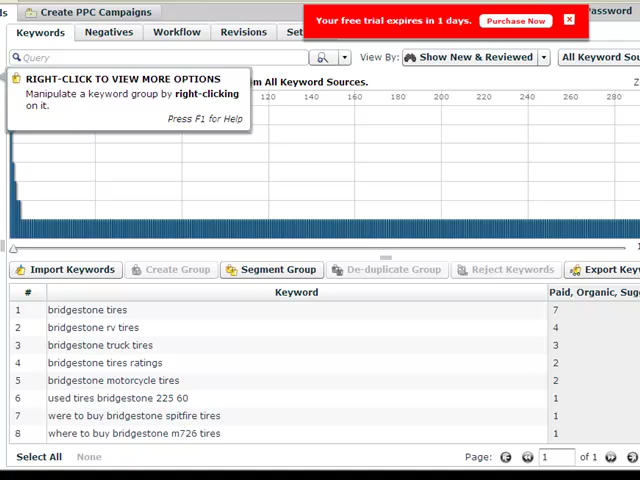 ls
Create PPC Campaigns
Your free trial expires in 1 days.
Purchase Now
Password
Keywords
Negatives
Workflow
Revisions
Query
View By:
Show New & Reviewed
All Keyword
RIGHT-CLICK TO VIEW MORE OPTIONS
Manipulate a keyword group by right-clicking
on it.
Press F1 for Help
om All Keyword Sources.
Z
120 140 160 180 200 220 240 260 280
1
Import Keywords
Create Group
Segment Group
De-duplicate Group
Reject Keywords
Export Key
# Keyword Paid, Organic, Sug
1 bridgestone tires 7
2 bridgestone rv tires 4
3 bridgestone truck tires 3
4 bridgestone tires ratings 2
5 bridgestone motorcycle tires 2
6 used tires bridgestone 225 60 1
7 were to buy bridgestone spitfire tires 1
8 where to buy bridgestone m726 tires 1
Select All None Page: 1 of 1